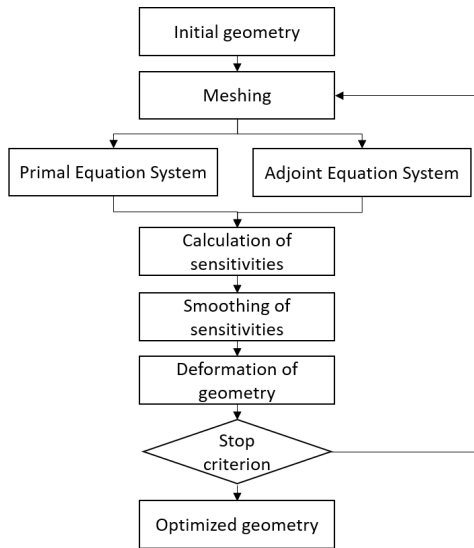 Initial geometry
Meshing
Primal Equation System
Adjoint Equation System
Calculation of
sensitivities
Smoothing of
sensitivities
Deformation of
geometry
Stop
criterion
Optimized geometry